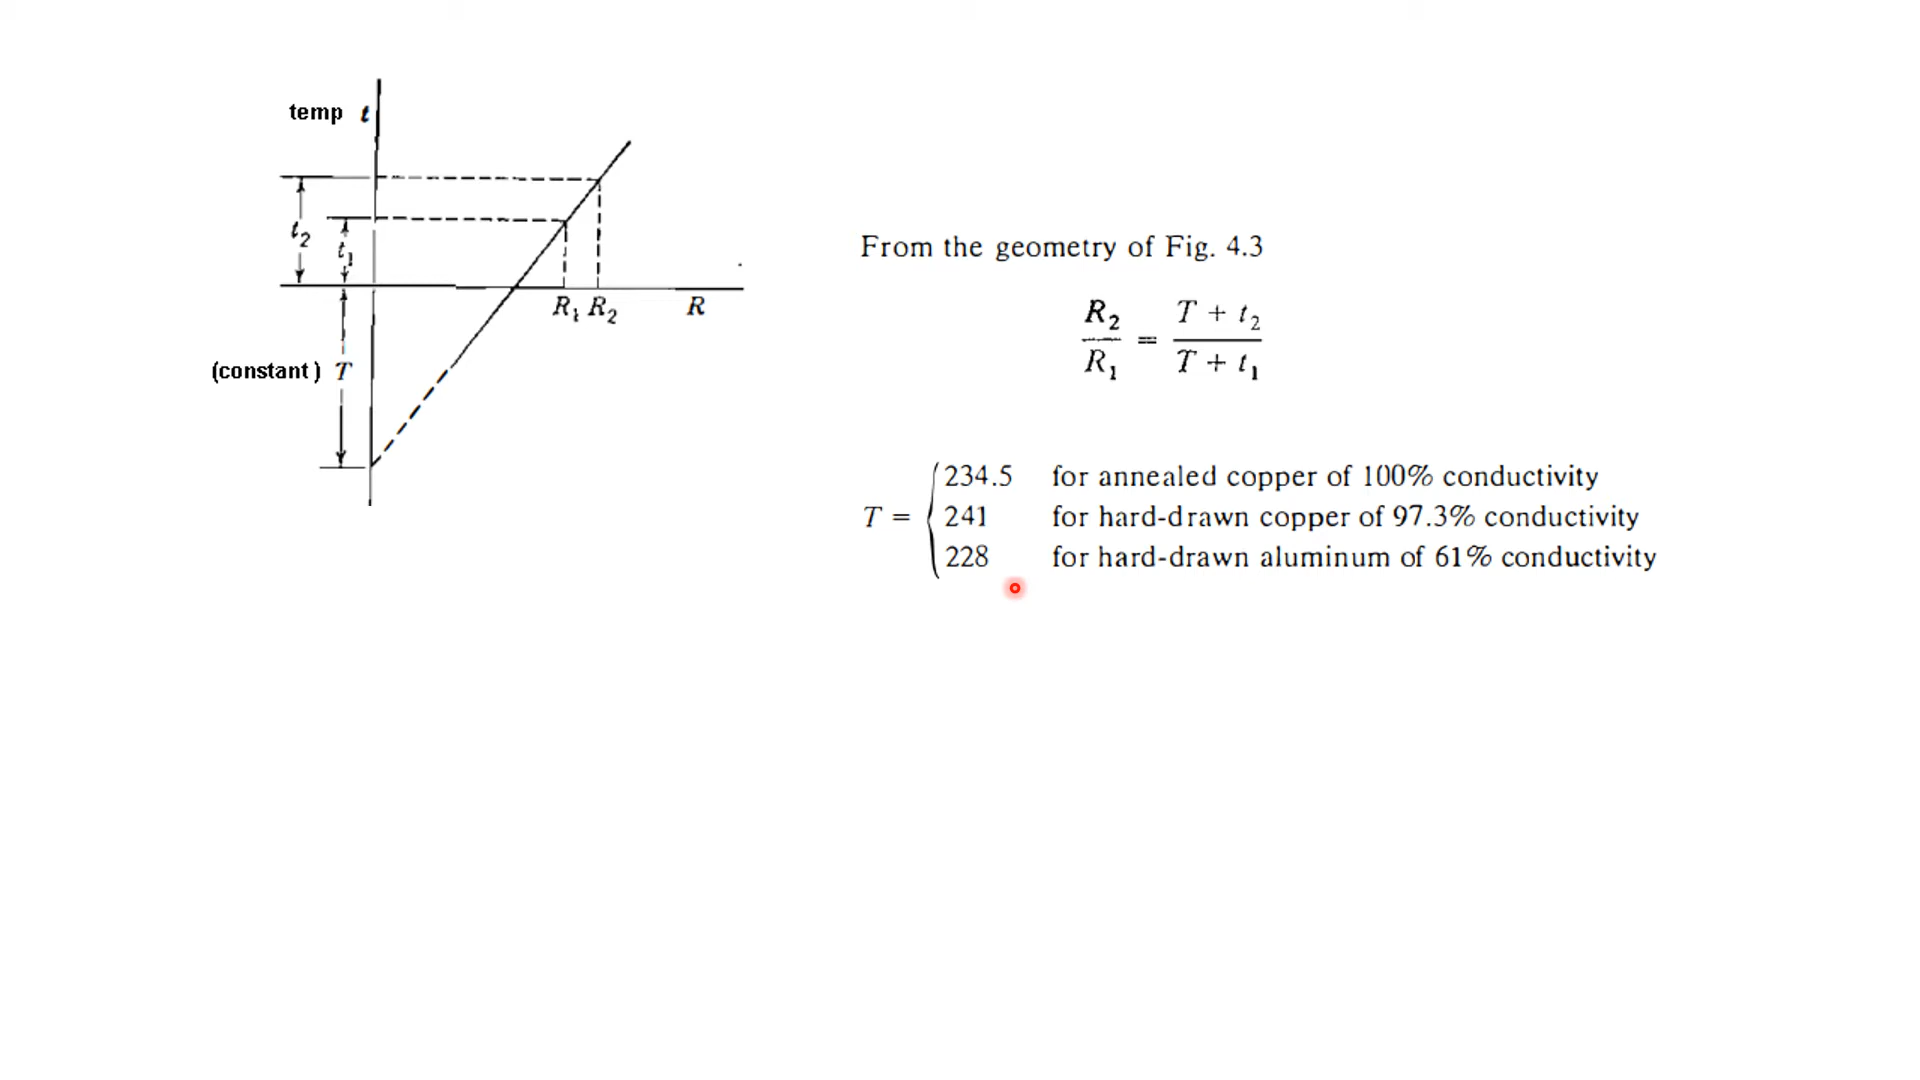 temp t
t2
t1
R1 R2 R
(constant) T
From the geometry of Fig. 4.3
R2 / R1 = T + t2 / T + t1
T = { 234.5 for annealed copper of 100% conductivity
241 for hard-drawn copper of 97.3% conductivity
228 for hard-drawn aluminum of 61% conductivity